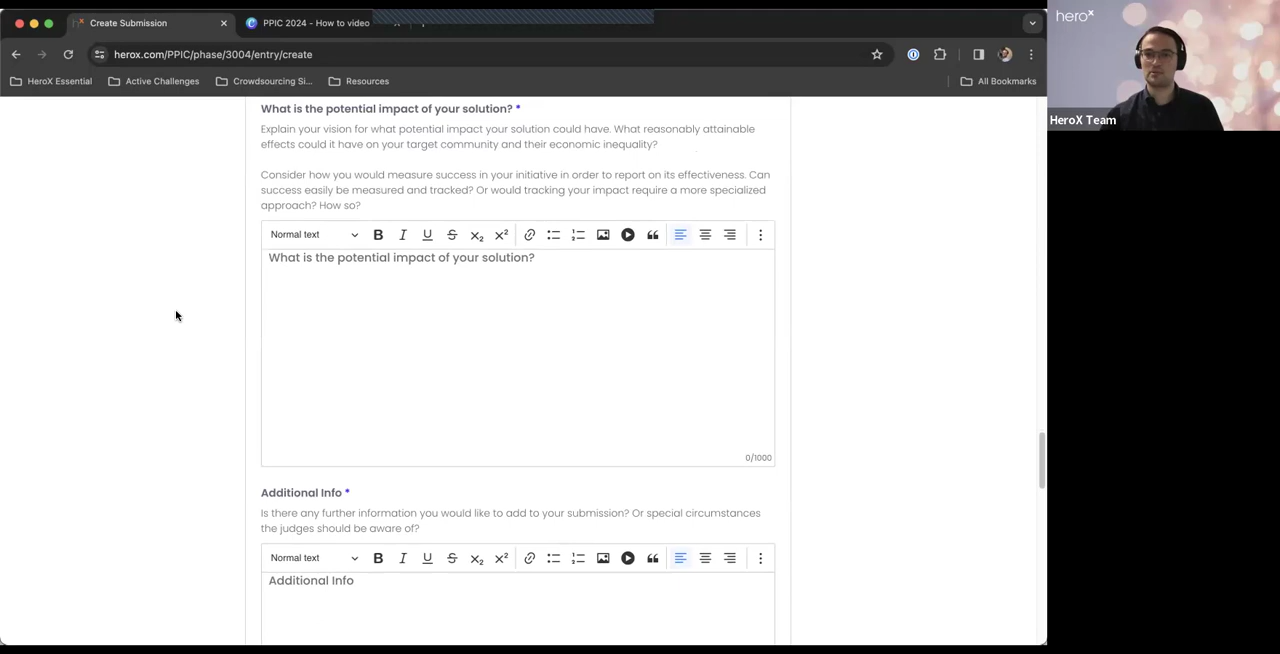 Create Submission
PPIC 2024 - How to video
herox.com/PPIC/phase/3004/entry/create
HeroX Essential
Active Challenges
Crowdsourcing Si...
Resources
All Bookmarks
herox
HeroX Team
What is the potential impact of your solution? *
Explain your vision for what potential impact your solution could have. What reasonably attainable
effects could it have on your target community and their economic inequality?
Consider how you would measure success in your initiative in order to report on its effectiveness. Can
success easily be measured and tracked? Or would tracking your impact require a more specialized
approach? How so?
Normal text
What is the potential impact of your solution?
0/1000
Additional Info *
Is there any further information you would like to add to your submission? Or special circumstances
the judges should be aware of?
Normal text
Additional Info